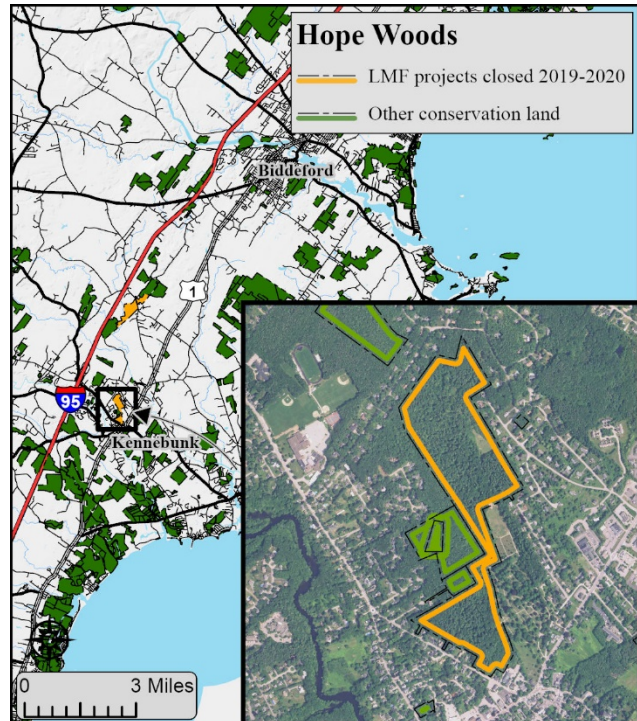 Hope Woods
LMF projects closed 2019-2020
Other conservation land
Biddeford
1
95
Kennebunk
0 3 Miles